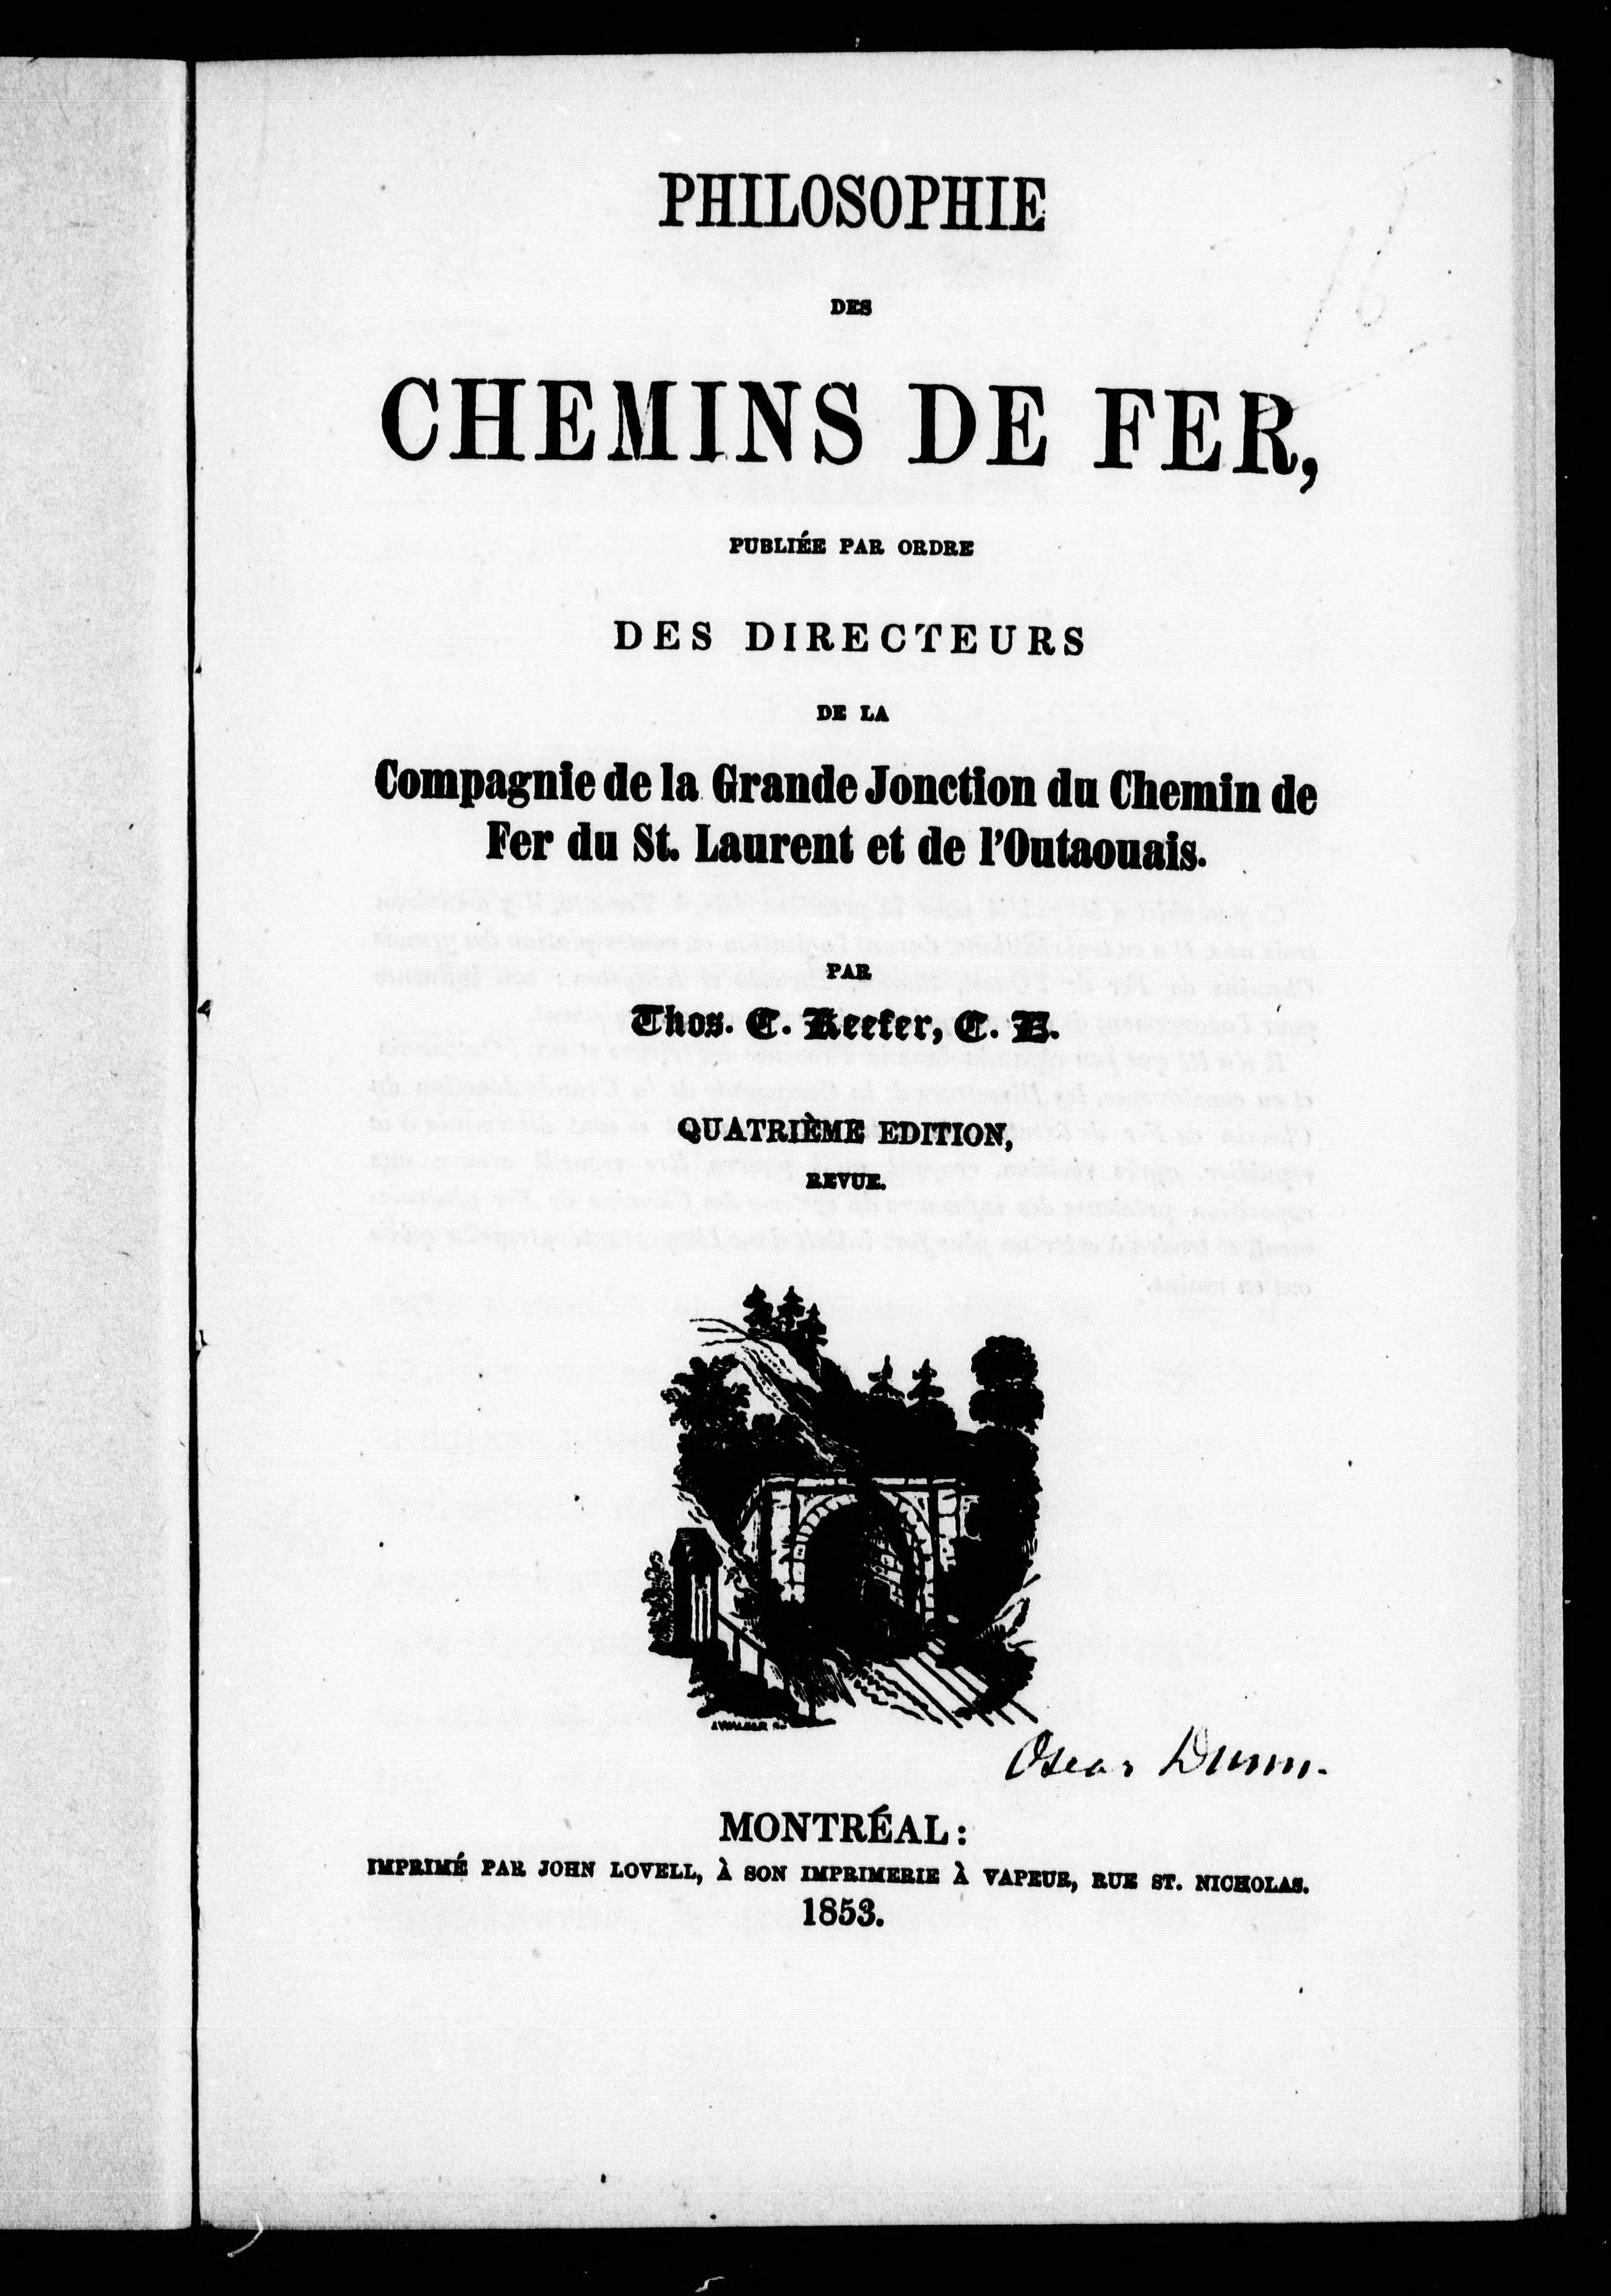 PHILOSOPHIE
DES
CHEMINS DE FER,
PUBLIÉE PAR ORDRE
DES DIRECTEURS
DE LA
Compagnie de la Grande Jonction du Chemin de
Fer du St. Laurent et de l'Outaouais.
PAR
Thos. C. Keefer, C. E.
QUATRIÈME EDITION,
REVUE.
Oscar Dunn.
MONTRÉAL:
IMPRIMÉ PAR JOHN LOVELL, À SON IMPRIMERIE À VAPEUR, RUE ST. NICHOLAS.
1853.